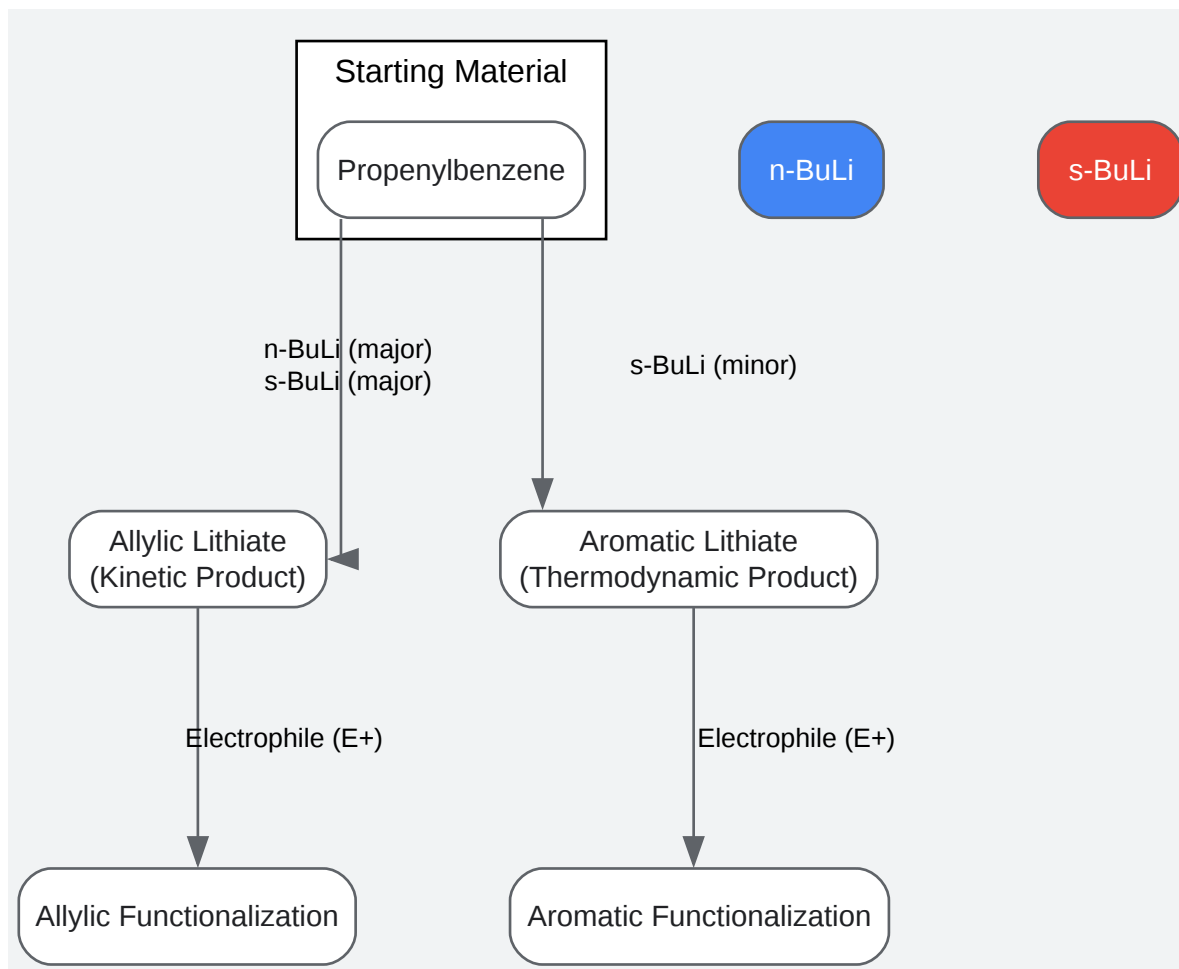 Starting Material
Propenylbenzene
n-BuLi
s-BuLi
n-BuLi (major)
s-BuLi (major)
s-BuLi (minor)
Allylic Lithiate
(Kinetic Product)
Aromatic Lithiate
(Thermodynamic Product)
Electrophile (E+)
Electrophile (E+)
Allylic Functionalization
Aromatic Functionalization